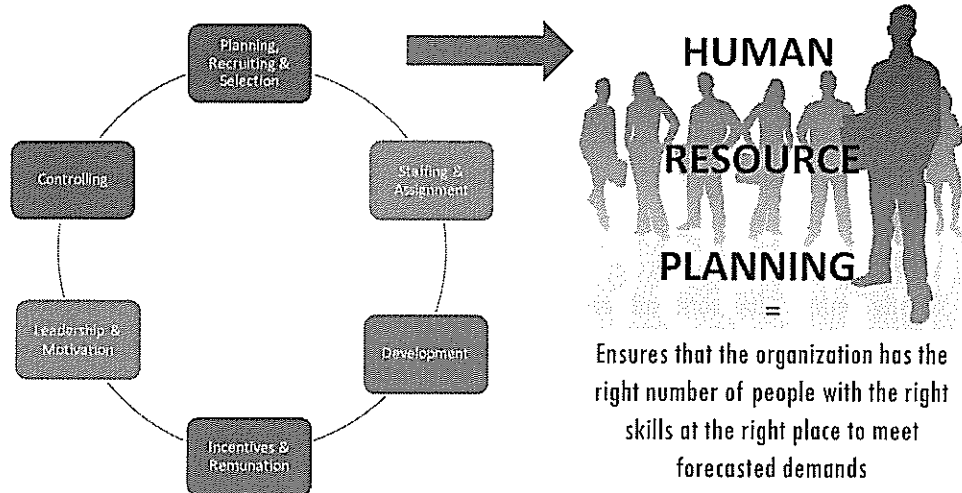 Planning,
Recruiting &
Selection
Staffing &
Assignment
Development
Incentives &
Remunation
Leadership &
Motivation
Controlling
HUMAN
RESOURCE
PLANNING
=
Ensures that the organization has the
right number of people with the right
skills at the right place to meet
forecasted demands